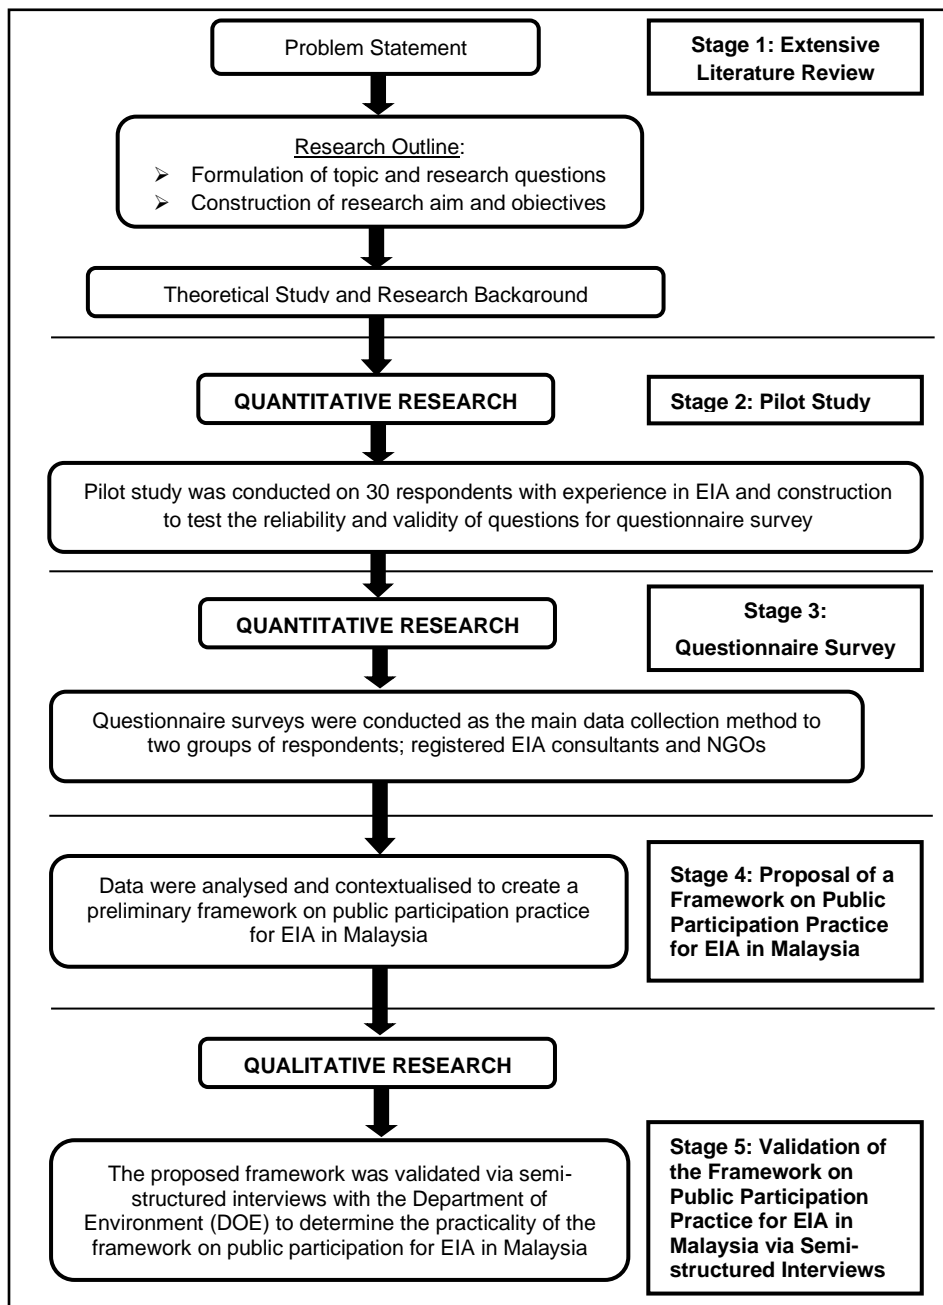 Problem Statement
Stage 1: Extensive
Literature Review
Research Outline:
➢ Formulation of topic and research questions
➢ Construction of research aim and objectives
Theoretical Study and Research Background
QUANTITATIVE RESEARCH
Stage 2: Pilot Study
Pilot study was conducted on 30 respondents with experience in EIA and construction
to test the reliability and validity of questions for questionnaire survey
QUANTITATIVE RESEARCH
Stage 3:
Questionnaire Survey
Questionnaire surveys were conducted as the main data collection method to
two groups of respondents; registered EIA consultants and NGOs
Data were analysed and contextualised to create a
preliminary framework on public participation practice
for EIA in Malaysia
Stage 4: Proposal of a
Framework on Public
Participation Practice
for EIA in Malaysia
QUALITATIVE RESEARCH
The proposed framework was validated via semi-
structured interviews with the Department of
Environment (DOE) to determine the practicality of the
framework on public participation for EIA in Malaysia
Stage 5: Validation of
the Framework on
Public Participation
Practice for EIA in
Malaysia via Semi-
structured Interviews